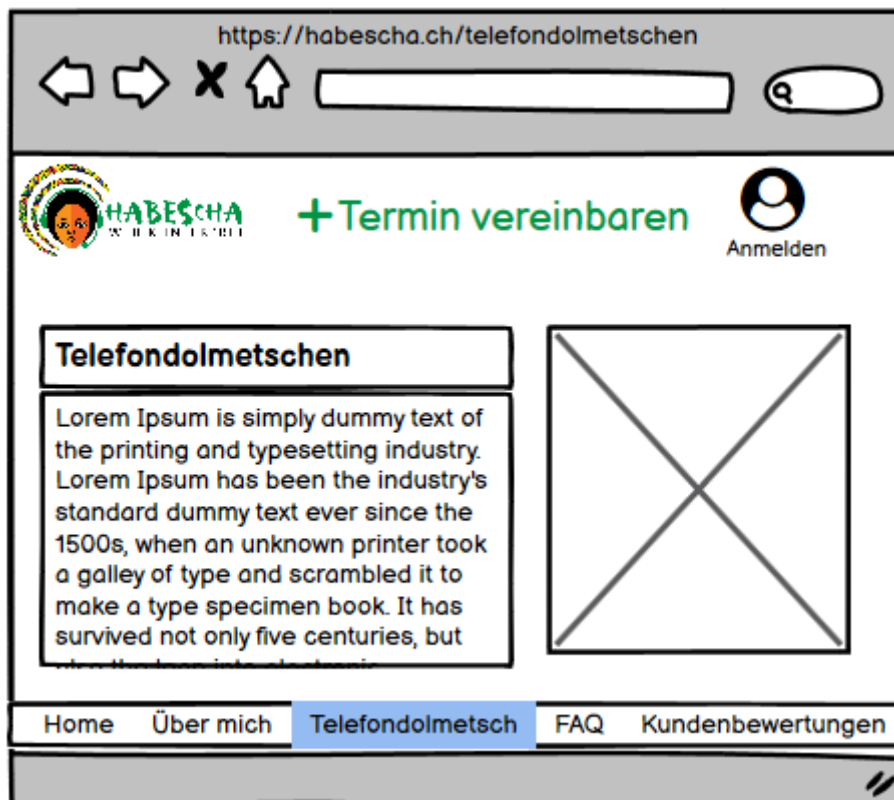 https://habescha.ch/telefondolmetschen
HABESCHA
+Termin vereinbaren
Anmelden
Telefondolmetschen
Lorem Ipsum is simply dummy text of
the printing and typesetting industry.
Lorem Ipsum has been the industry's
standard dummy text ever since the
1500s, when an unknown printer took
a galley of type and scrambled it to
make a type specimen book. It has
survived not only five centuries, but
Home Über mich Telefondolmetsch FAQ Kundenbewertungen